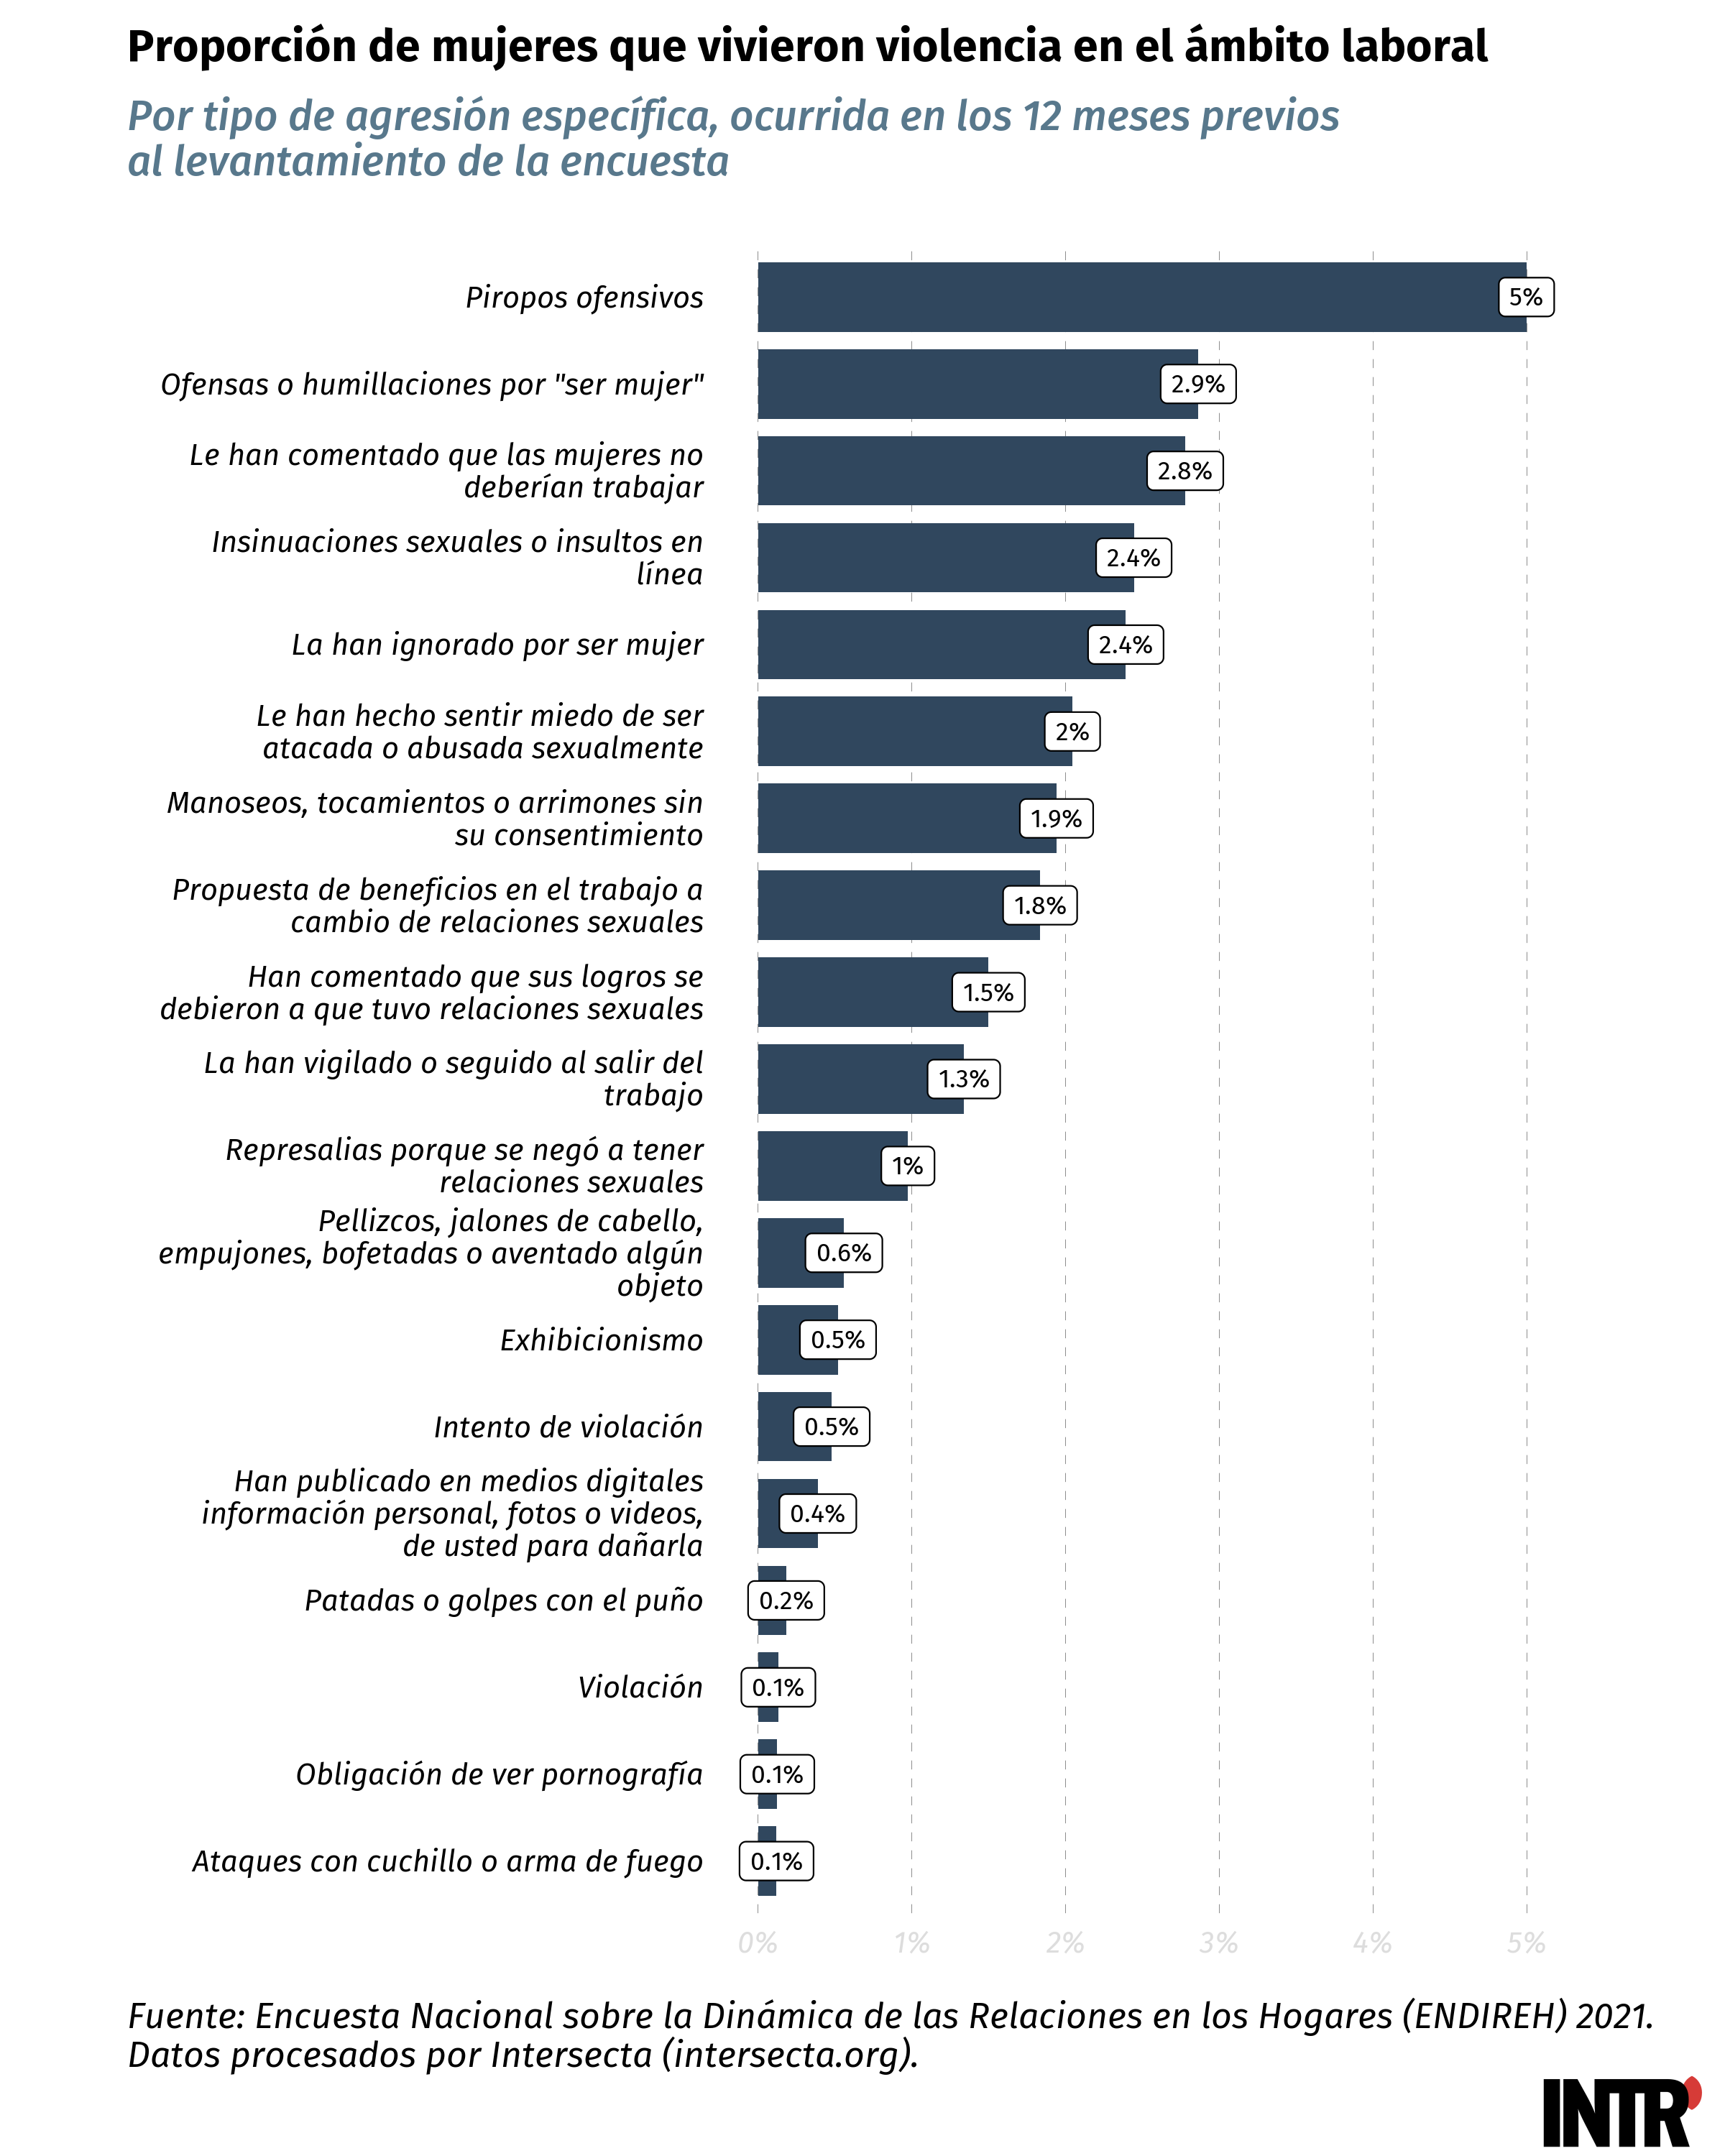 Proporción de mujeres que vivieron violencia en el ámbito laboral
Por tipo de agresión específica, ocurrida en los 12 meses previos
al levantamiento de la encuesta
Piropos ofensivos
5%
Ofensas o humillaciones por "ser mujer"
2.9%
Le han comentado que las mujeres no
deberían trabajar
2.8%
Insinuaciones sexuales o insultos en
línea
2.4%
La han ignorado por ser mujer
2.4%
Le han hecho sentir miedo de ser
atacada o abusada sexualmente
2%
Manoseos, tocamientos o arrimones sin
su consentimiento
1.9%
Propuesta de beneficios en el trabajo a
cambio de relaciones sexuales
1.8%
Han comentado que sus logros se
debieron a que tuvo relaciones sexuales
1.5%
La han vigilado o seguido al salir del
trabajo
1.3%
Represalias porque se negó a tener
relaciones sexuales
1%
Pellizcos, jalones de cabello,
empujones, bofetadas o aventado algún
objeto
0.6%
Exhibicionismo
0.5%
Intento de violación
0.5%
Han publicado en medios digitales
información personal, fotos o videos,
de usted para dañarla
0.4%
Patadas o golpes con el puño
0.2%
Violación
0.1%
Obligación de ver pornografía
0.1%
Ataques con cuchillo o arma de fuego
0.1%
0% 1% 2% 3% 4% 5%
Fuente: Encuesta Nacional sobre la Dinámica de las Relaciones en los Hogares (ENDIREH) 2021.
Datos procesados por Intersecta (intersecta.org).
INTR